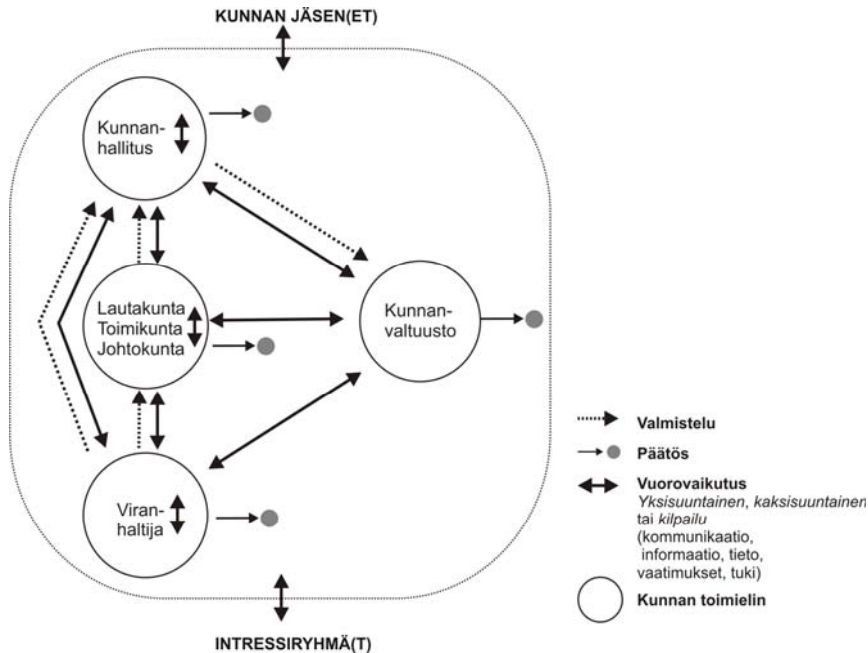 KUNNAN JÄSEN(ET)
Kunnan-
hallitus
Lautakunta
Toimikunta
Johtokunta
Kunnan-
valtuusto
Viran-
haltija
INTRESSIRYHMÄ(T)
Valmistelu
Päätös
Vuorovaikutus
Yksisuuntainen, kaksisuuntainen
tai kilpailu
(kommunikaatio,
informaatio, tieto,
vaatimukset, tuki)
Kunnan toimielin